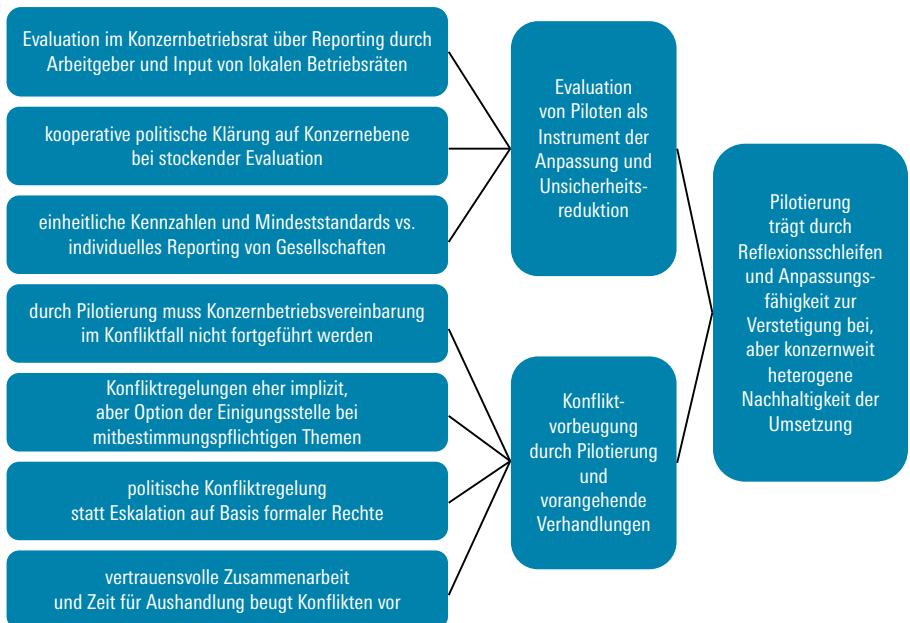 Evaluation im Konzernbetriebsrat über Reporting durch
Arbeitgeber und Input von lokalen Betriebsräten
kooperative politische Klärung auf Konzernebene
bei stockender Evaluation
einheitliche Kennzahlen und Mindeststandards vs.
individuelles Reporting von Gesellschaften
durch Pilotierung muss Konzernbetriebsvereinbarung
im Konfliktfall nicht fortgeführt werden
Konfliktregelungen eher implizit,
aber Option der Einigungsstelle bei
mitbestimmungspflichtigen Themen
politische Konfliktregelung
statt Eskalation auf Basis formaler Rechte
vertrauensvolle Zusammenarbeit
und Zeit für Aushandlung beugt Konflikten vor
Evaluation
von Piloten als
Instrument der
Anpassung und
Unsicherheits-
reduktion
Konflikt-
vorbeugung
durch Pilotierung
und
vorangehende
Verhandlungen
Pilotierung
trägt durch
Reflexionsschleifen
und Anpassungs-
fähigkeit zur
Verstetigung bei,
aber konzernweit
heterogene
Nachhaltigkeit der
Umsetzung